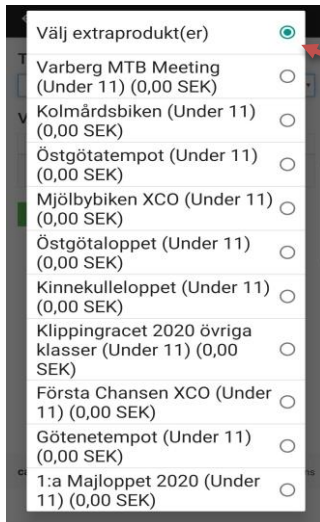 Välj extraprodukt(er)
Varberg MTB Meeting
(Under 11) (0,00 SEK)
Kolmårdsbiken (Under 11)
(0,00 SEK)
Östgötatempot (Under 11)
(0,00 SEK)
Mjölbybiken XCO (Under 11)
(0,00 SEK)
Östgötaloppet (Under 11)
(0,00 SEK)
Kinnekulleloppet (Under 11)
(0,00 SEK)
Klippingracet 2020 övriga
klasser (Under 11) (0,00
SEK)
Första Chansen XCO (Under
11) (0,00 SEK)
Götenetempot (Under 11)
(0,00 SEK)
1:a Majloppet 2020 (Under
11) (0,00 SEK)